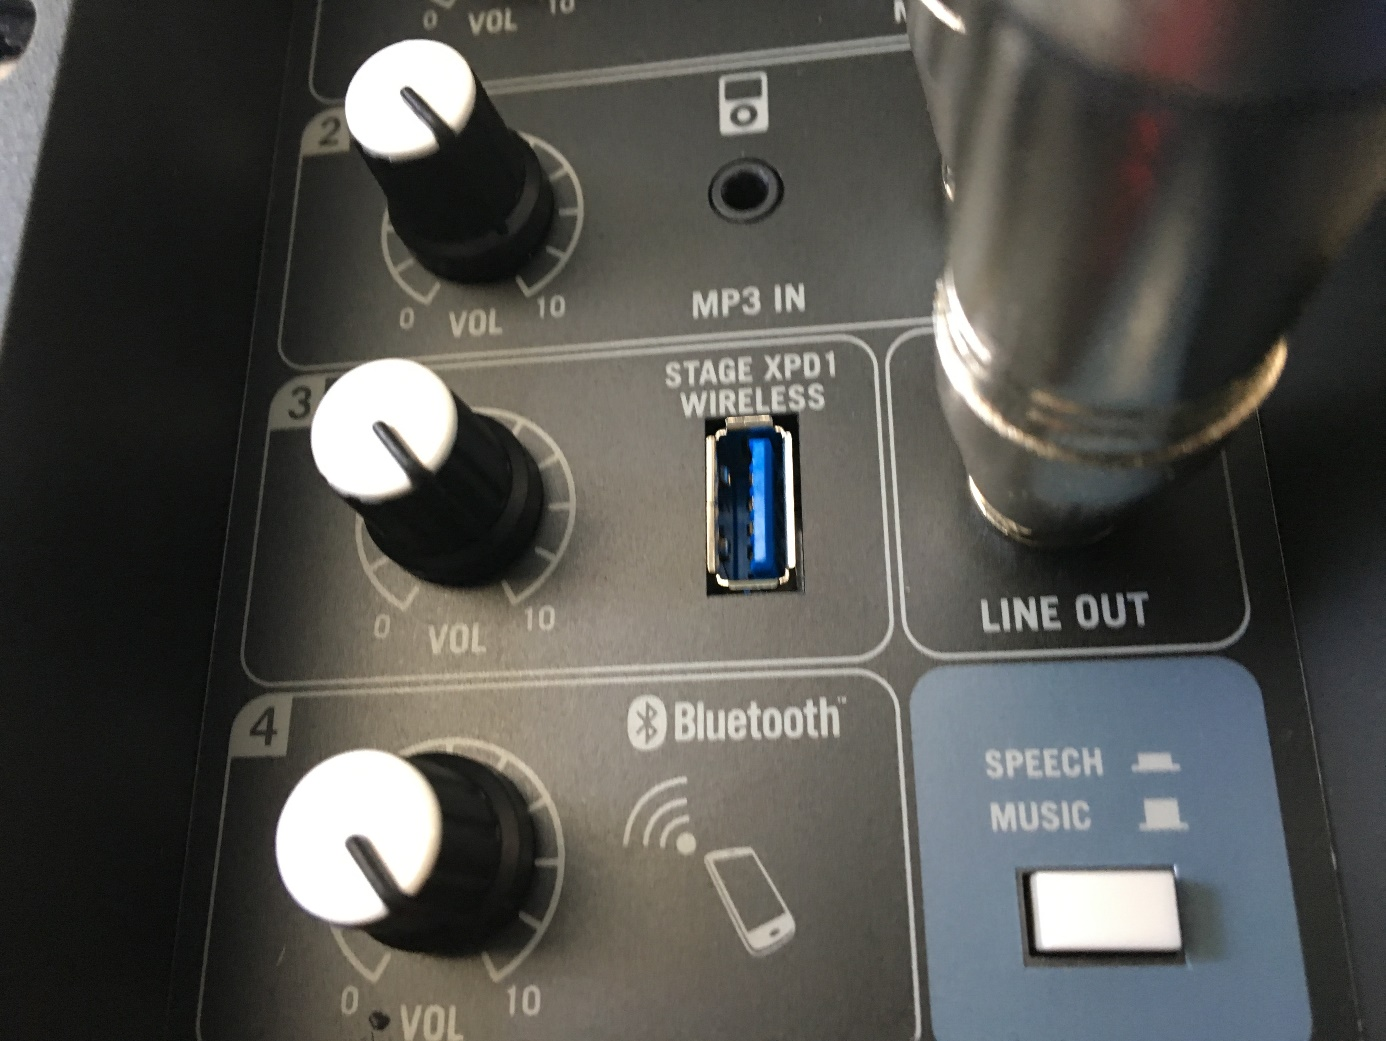 0 VOL 10
2
0 VOL 10
MP3 IN
3
STAGE XPD1
WIRELESS
0 VOL 10
LINE OUT
4
Bluetooth™
0 VOL 10
SPEECH
MUSIC